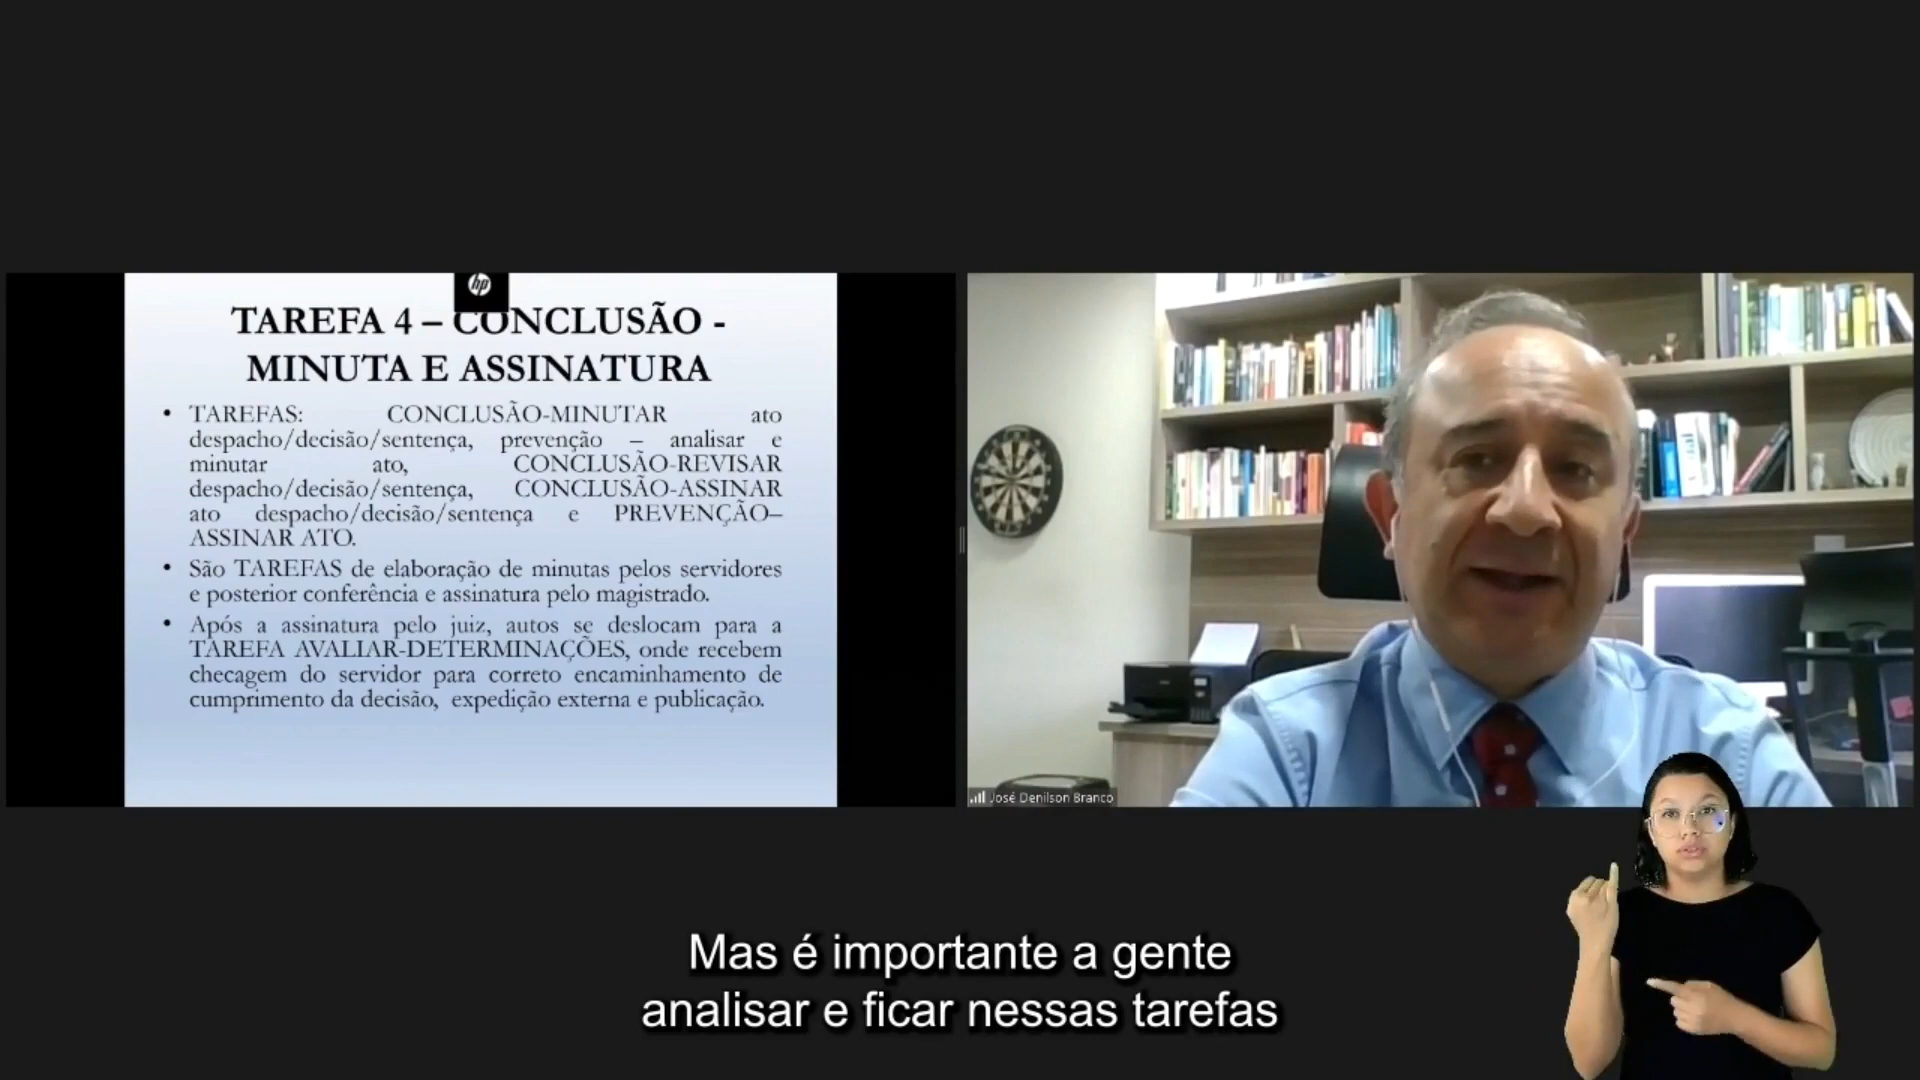 hp
TAREFA 4 – CONCLUSÃO -
MINUTA E ASSINATURA
• TAREFAS: CONCLUSÃO-MINUTAR ato
despacho/decisão/sentença, prevenção – analisar e
minutar ato, CONCLUSÃO-REVISAR
despacho/decisão/sentença, CONCLUSÃO-ASSINAR
ato despacho/decisão/sentença e PREVENÇÃO–
ASSINAR ATO.
• São TAREFAS de elaboração de minutas pelos servidores
e posterior conferência e assinatura pelo magistrado.
• Após a assinatura pelo juiz, autos se deslocam para a
TAREFA AVALIAR-DETERMINAÇÕES, onde recebem
checagem do servidor para correto encaminhamento de
cumprimento da decisão, expedição externa e publicação.
José Denilson Branco
Mas é importante a gente
analisar e ficar nessas tarefas